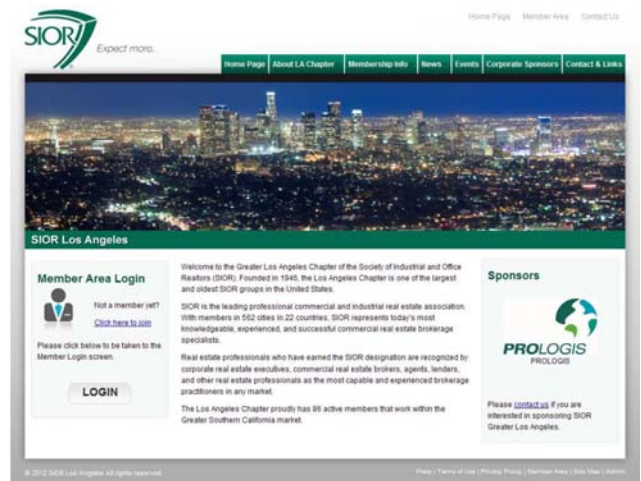 Home Page Member Area Contact Us
SIOR
Expect more.
Home Page About LA Chapter Membership Info News Events Corporate Sponsors Contact & Links
SIOR Los Angeles
Member Area Login
Not a member yet?
Click here to join
Please click below to be taken to the
Member Login screen.
LOGIN
Welcome to the Greater Los Angeles Chapter of the Society of Industrial and Office
Realtors (SIOR). Founded in 1946, the Los Angeles Chapter is one of the largest
and oldest SIOR groups in the United States.
SIOR is the leading professional commercial and industrial real estate association.
With members in 562 cities in 22 countries, SIOR represents today's most
knowledgeable, experienced, and successful commercial real estate brokerage
specialists.
Real estate professionals who have earned the SIOR designation are recognized by
corporate real estate executives, commercial real estate brokers, agents, lenders,
and other real estate professionals as the most capable and experienced brokerage
practitioners in any market.
The Los Angeles Chapter proudly has 86 active members that work within the
Greater Southern California market.
Sponsors
PROLOGIS
PROLOGIS
Please contact us if you are
interested in sponsoring SIOR
Greater Los Angeles.
© 2012 SIOR Los Angeles All rights reserved.
Press | Terms of Use | Privacy Policy | Member Area | Site Map | Admin